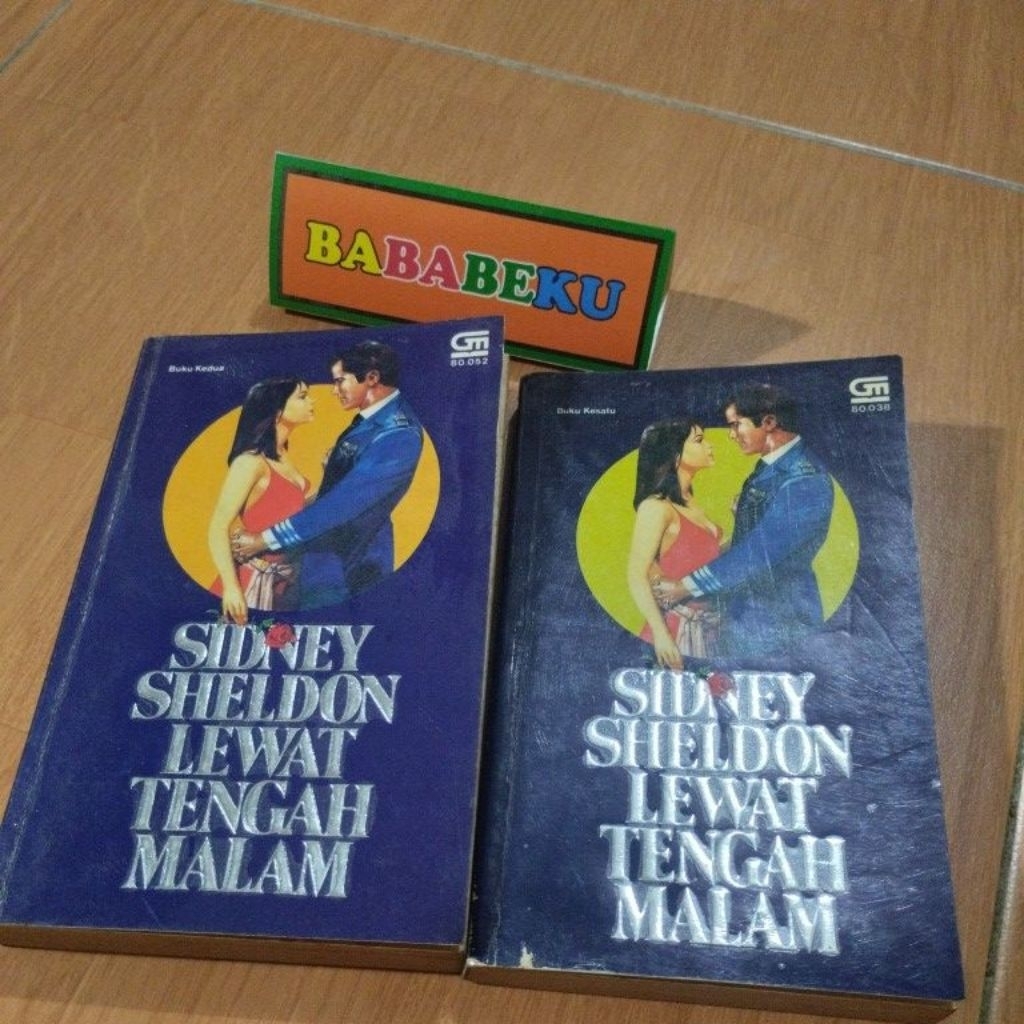 BABABEKU
Buku Kedua
GM
80.052
SIDNEY
SHELDON
LEWAT
TENGAH
MALAM
Buku Kesatu
GM
80.038
SIDNEY
SHELDON
LEWAT
TENGAH
MALAM